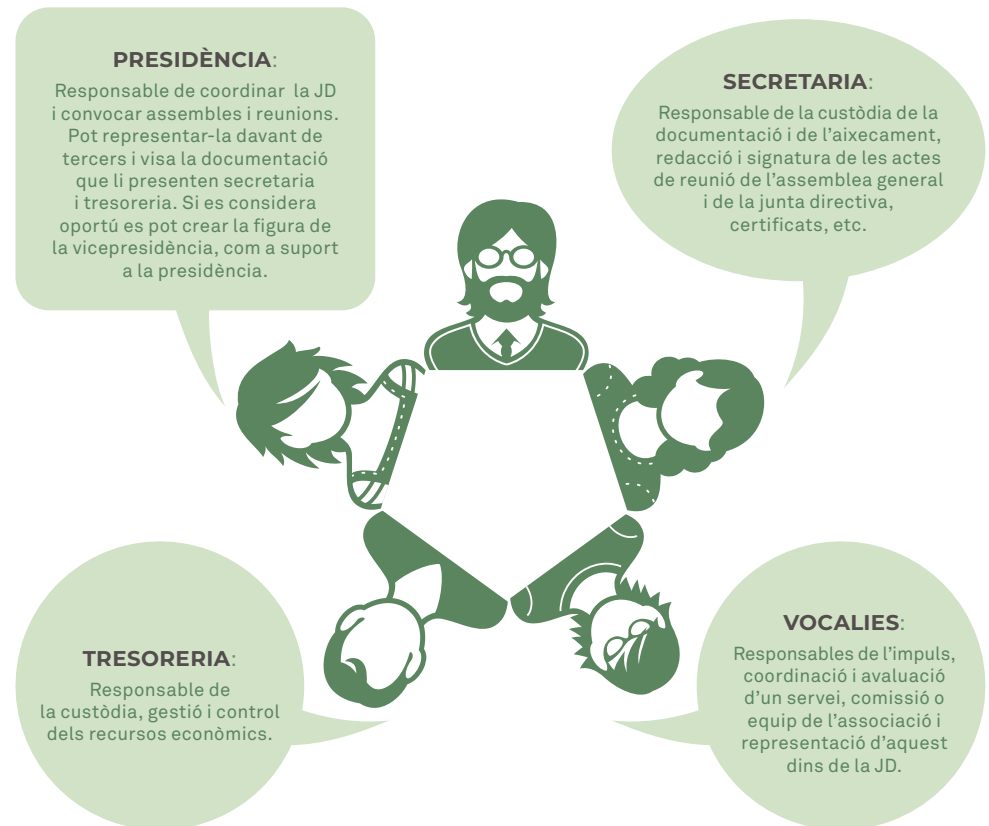 PRESIDÈNCIA:
Responsable de coordinar la JD
i convocar assembles i reunions.
Pot representar-la davant de
tercers i visa la documentació
que li presenten secretaria
i tresoreria. Si es considera
oportú es pot crear la figura de
la vicepresidència, com a suport
a la presidència.
SECRETARIA:
Responsable de la custòdia de la
documentació i de l'aixecament,
redacció i signatura de les actes
de reunió de l'assemblea general
i de la junta directiva,
certificats, etc.
TRESORERIA:
Responsable de
la custòdia, gestió i control
dels recursos econòmics.
VOCALIES:
Responsables de l'impuls,
coordinació i avaluació
d'un servei, comissió o
equip de l'associació i
representació d'aquest
dins de la JD.